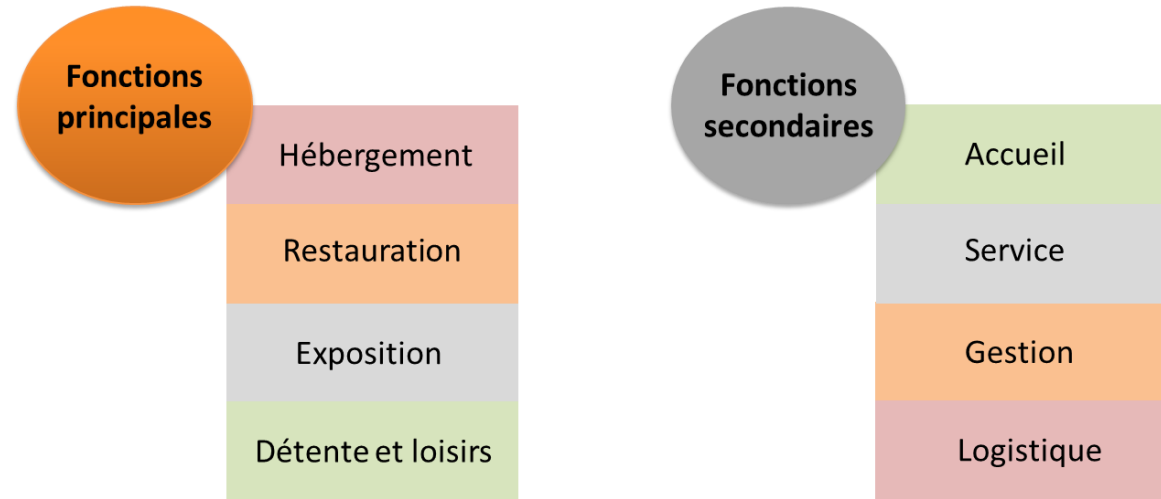 Fonctions
principales
Hébergement
Restauration
Exposition
Détente et loisirs
Fonctions
secondaires
Accueil
Service
Gestion
Logistique